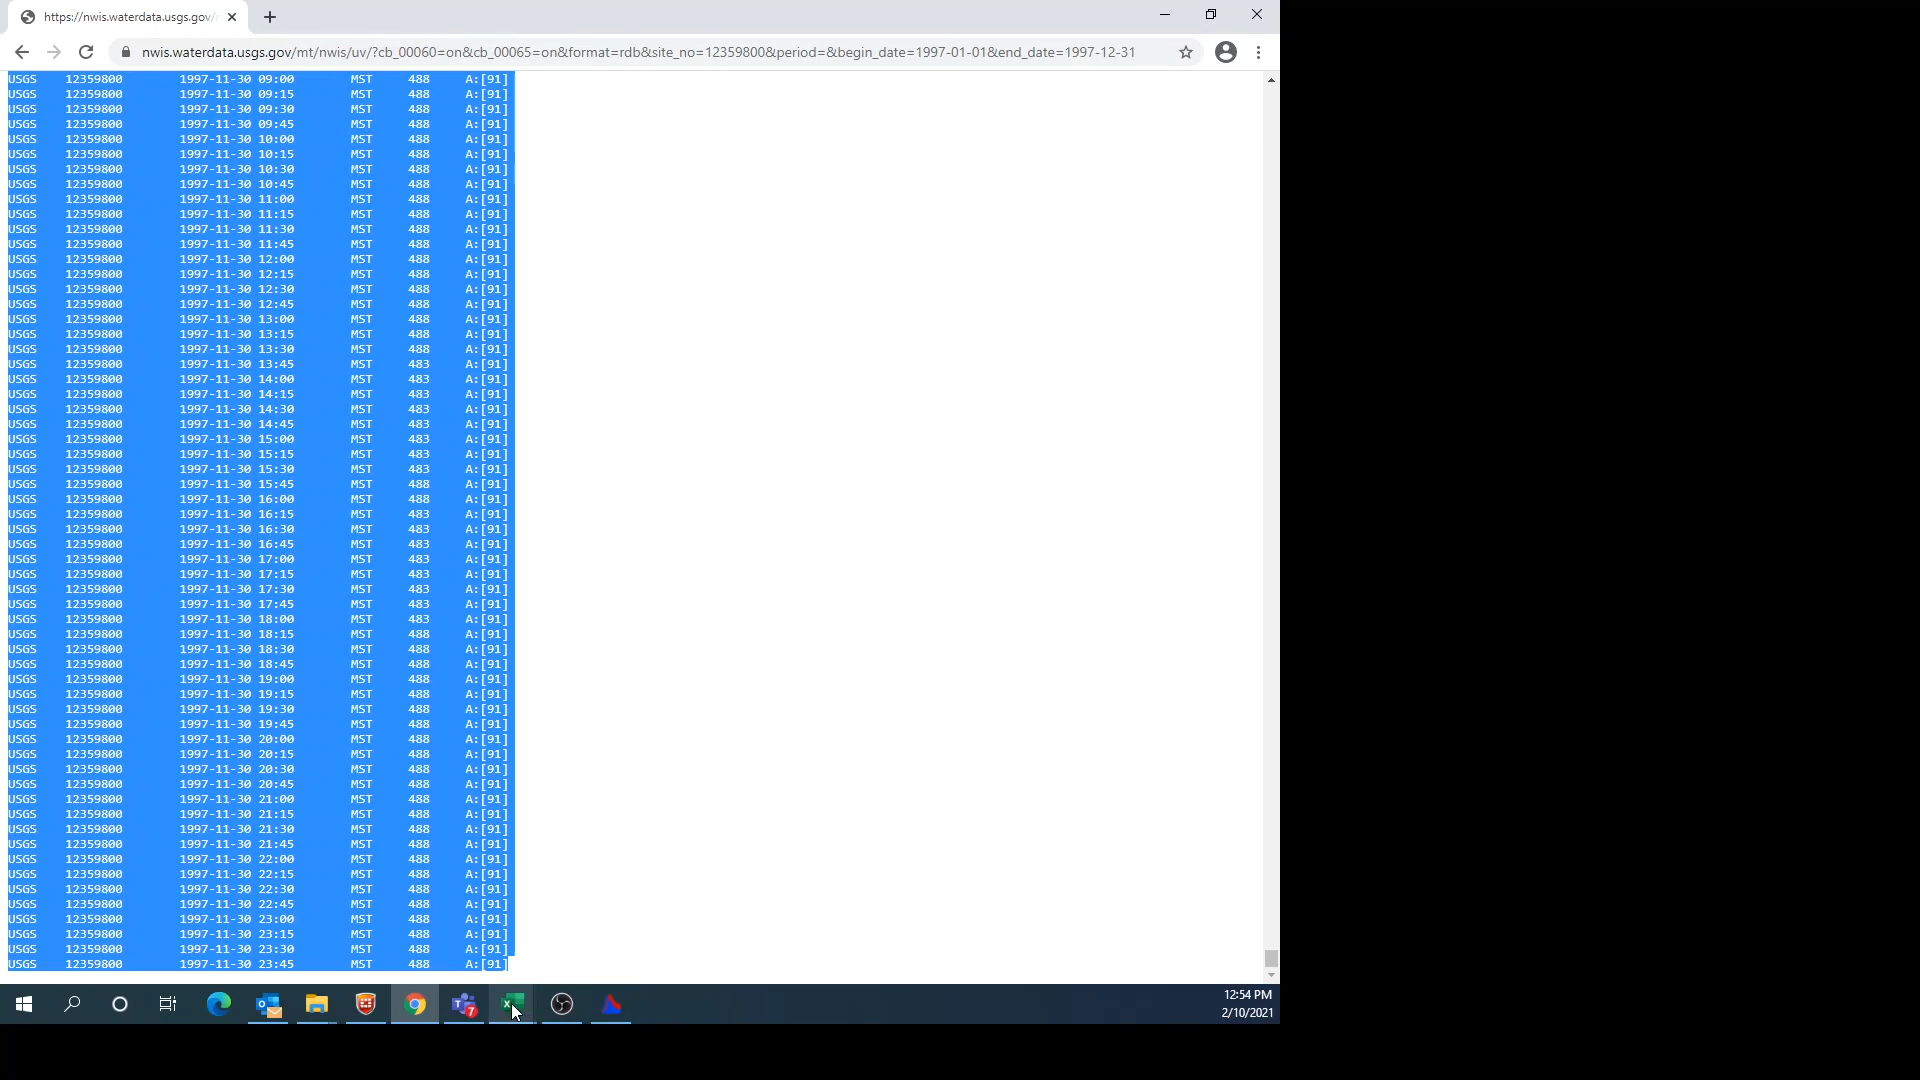 https://nwis.waterdata.usgs.gov/
nwis.waterdata.usgs.gov/mt/nwis/uv/?cb_00060=on&cb_00065=on&format=rdb&site_no=12359800&period=&begin_date=1997-01-01&end_date=1997-12-31
USGS 12359800 1997-11-30 09:00 MST 488 A:[91]
USGS 12359800 1997-11-30 09:15 MST 488 A:[91]
USGS 12359800 1997-11-30 09:30 MST 488 A:[91]
USGS 12359800 1997-11-30 09:45 MST 488 A:[91]
USGS 12359800 1997-11-30 10:00 MST 488 A:[91]
USGS 12359800 1997-11-30 10:15 MST 488 A:[91]
USGS 12359800 1997-11-30 10:30 MST 488 A:[91]
USGS 12359800 1997-11-30 10:45 MST 488 A:[91]
USGS 12359800 1997-11-30 11:00 MST 488 A:[91]
USGS 12359800 1997-11-30 11:15 MST 488 A:[91]
USGS 12359800 1997-11-30 11:30 MST 488 A:[91]
USGS 12359800 1997-11-30 11:45 MST 488 A:[91]
USGS 12359800 1997-11-30 12:00 MST 488 A:[91]
USGS 12359800 1997-11-30 12:15 MST 488 A:[91]
USGS 12359800 1997-11-30 12:30 MST 488 A:[91]
USGS 12359800 1997-11-30 12:45 MST 488 A:[91]
USGS 12359800 1997-11-30 13:00 MST 488 A:[91]
USGS 12359800 1997-11-30 13:15 MST 488 A:[91]
USGS 12359800 1997-11-30 13:30 MST 488 A:[91]
USGS 12359800 1997-11-30 13:45 MST 483 A:[91]
USGS 12359800 1997-11-30 14:00 MST 483 A:[91]
USGS 12359800 1997-11-30 14:15 MST 483 A:[91]
USGS 12359800 1997-11-30 14:30 MST 483 A:[91]
USGS 12359800 1997-11-30 14:45 MST 483 A:[91]
USGS 12359800 1997-11-30 15:00 MST 483 A:[91]
USGS 12359800 1997-11-30 15:15 MST 483 A:[91]
USGS 12359800 1997-11-30 15:30 MST 483 A:[91]
USGS 12359800 1997-11-30 15:45 MST 488 A:[91]
USGS 12359800 1997-11-30 16:00 MST 488 A:[91]
USGS 12359800 1997-11-30 16:15 MST 483 A:[91]
USGS 12359800 1997-11-30 16:30 MST 483 A:[91]
USGS 12359800 1997-11-30 16:45 MST 483 A:[91]
USGS 12359800 1997-11-30 17:00 MST 483 A:[91]
USGS 12359800 1997-11-30 17:15 MST 483 A:[91]
USGS 12359800 1997-11-30 17:30 MST 483 A:[91]
USGS 12359800 1997-11-30 17:45 MST 483 A:[91]
USGS 12359800 1997-11-30 18:00 MST 483 A:[91]
USGS 12359800 1997-11-30 18:15 MST 488 A:[91]
USGS 12359800 1997-11-30 18:30 MST 488 A:[91]
USGS 12359800 1997-11-30 18:45 MST 488 A:[91]
USGS 12359800 1997-11-30 19:00 MST 488 A:[91]
USGS 12359800 1997-11-30 19:15 MST 488 A:[91]
USGS 12359800 1997-11-30 19:30 MST 488 A:[91]
USGS 12359800 1997-11-30 19:45 MST 488 A:[91]
USGS 12359800 1997-11-30 20:00 MST 488 A:[91]
USGS 12359800 1997-11-30 20:15 MST 488 A:[91]
USGS 12359800 1997-11-30 20:30 MST 488 A:[91]
USGS 12359800 1997-11-30 20:45 MST 488 A:[91]
USGS 12359800 1997-11-30 21:00 MST 488 A:[91]
USGS 12359800 1997-11-30 21:15 MST 488 A:[91]
USGS 12359800 1997-11-30 21:30 MST 488 A:[91]
USGS 12359800 1997-11-30 21:45 MST 488 A:[91]
USGS 12359800 1997-11-30 22:00 MST 488 A:[91]
USGS 12359800 1997-11-30 22:15 MST 488 A:[91]
USGS 12359800 1997-11-30 22:30 MST 488 A:[91]
USGS 12359800 1997-11-30 22:45 MST 488 A:[91]
USGS 12359800 1997-11-30 23:00 MST 488 A:[91]
USGS 12359800 1997-11-30 23:15 MST 488 A:[91]
USGS 12359800 1997-11-30 23:30 MST 488 A:[91]
USGS 12359800 1997-11-30 23:45 MST 488 A:[91]
12:54 PM
2/10/2021
7